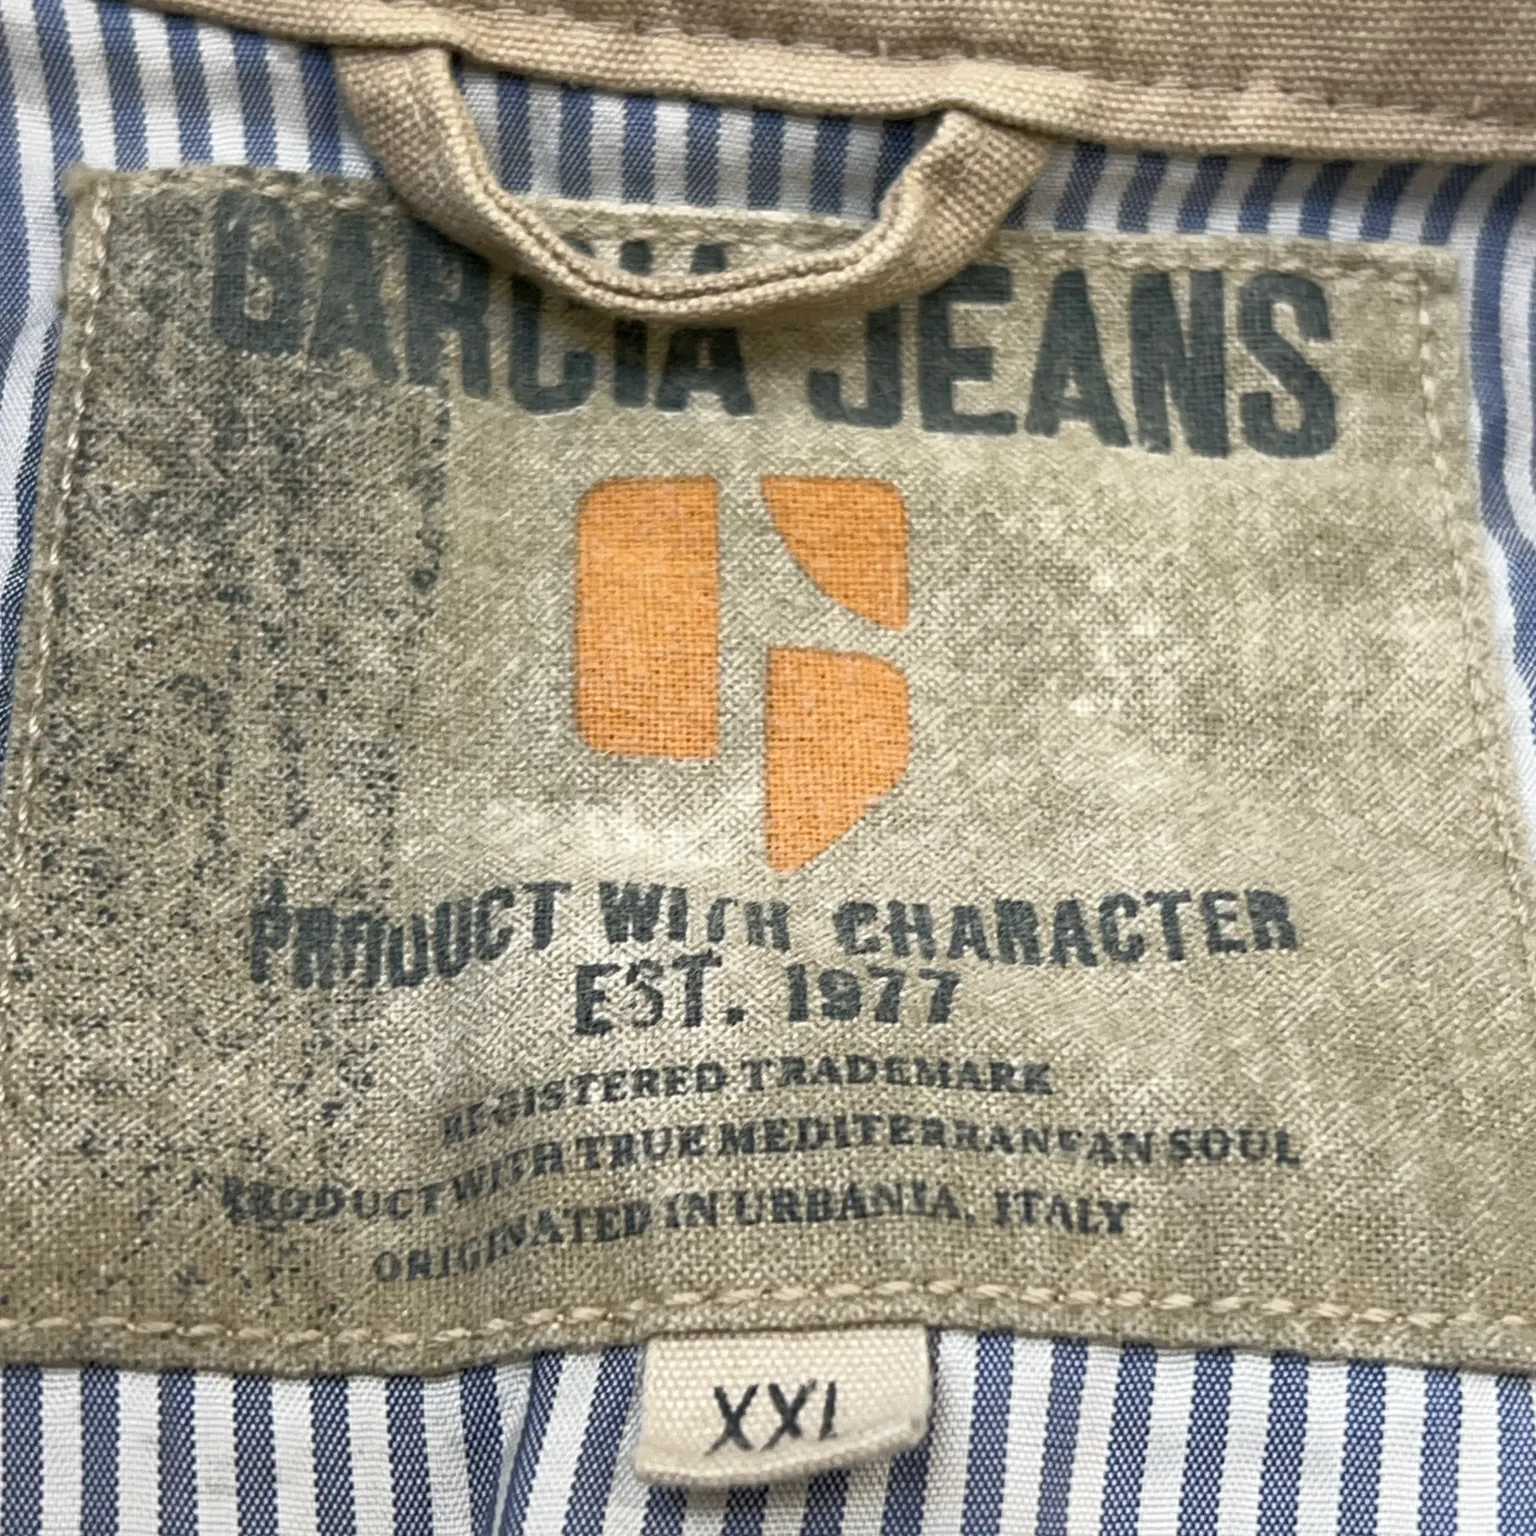 GARCIA JEANS
PRODUCT WITH CHARACTER
EST. 1977
REGISTERED TRADEMARK
PRODUCT WITH TRUE MEDITERRANEAN SOUL
ORIGINATED IN URBANIA, ITALY
XXL